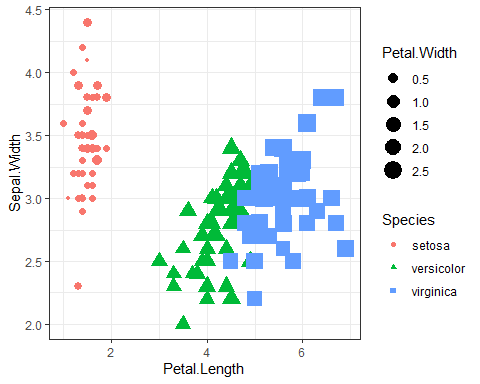 4.5
4.0
3.5
3.0
2.5
2.0
Sepal.Width
2
4
6
Petal.Length
Petal.Width
0.5
1.0
1.5
2.0
2.5
Species
setosa
versicolor
virginica